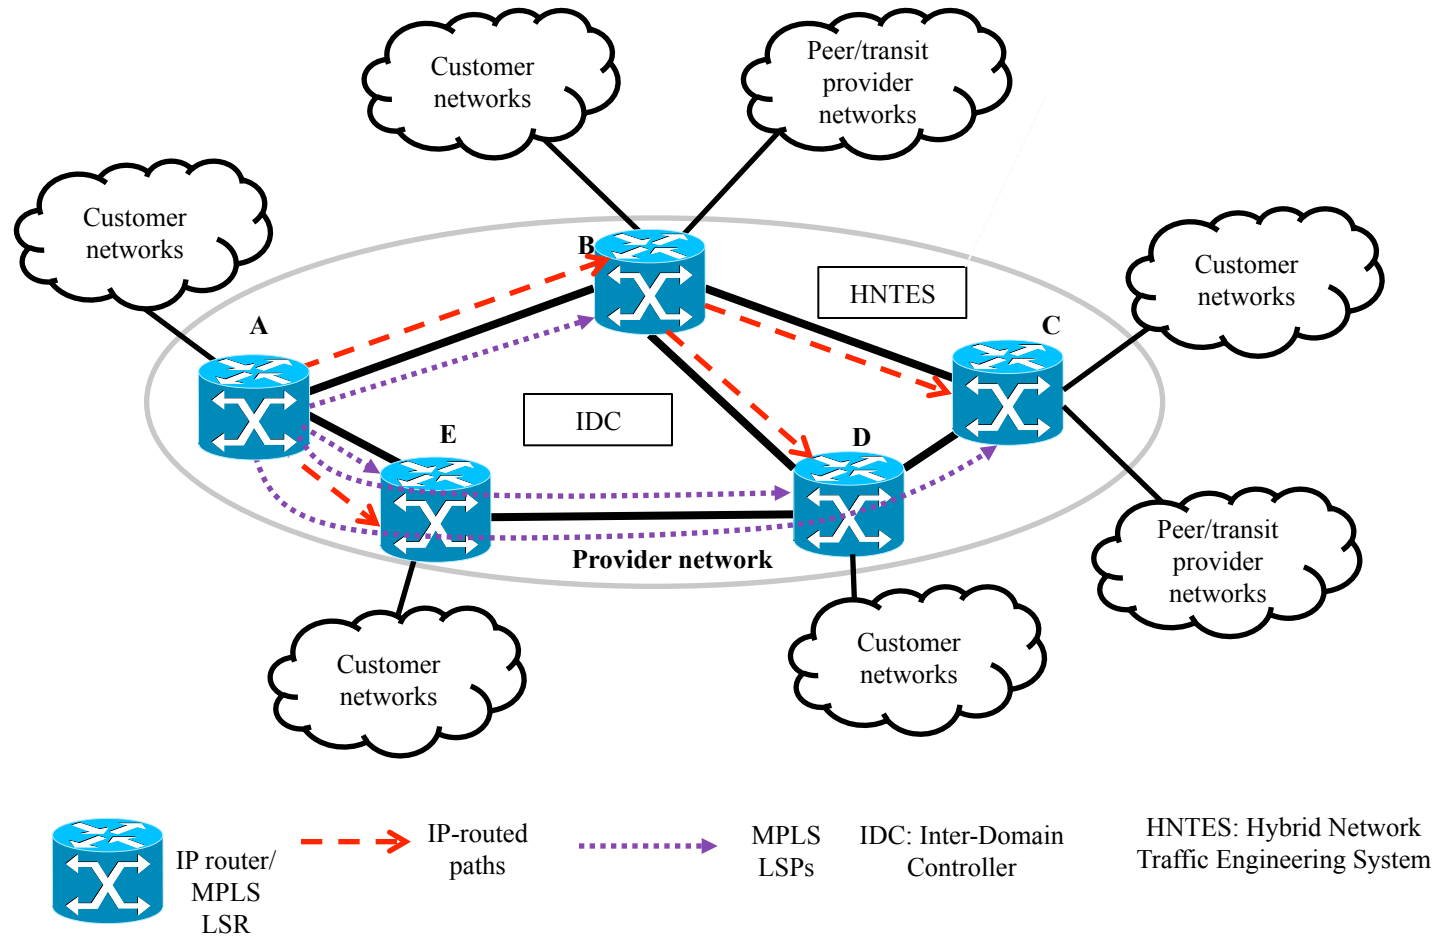 Customer
networks
Peer/transit
provider
networks
Customer
networks
Customer
networks
B
HNTES
A
C
IDC
E
D
Provider network
Peer/transit
provider
networks
Customer
networks
Customer
networks
IP router/
MPLS
LSR
IP-routed
paths
MPLS
LSPs
IDC: Inter-Domain
Controller
HNTES: Hybrid Network
Traffic Engineering System